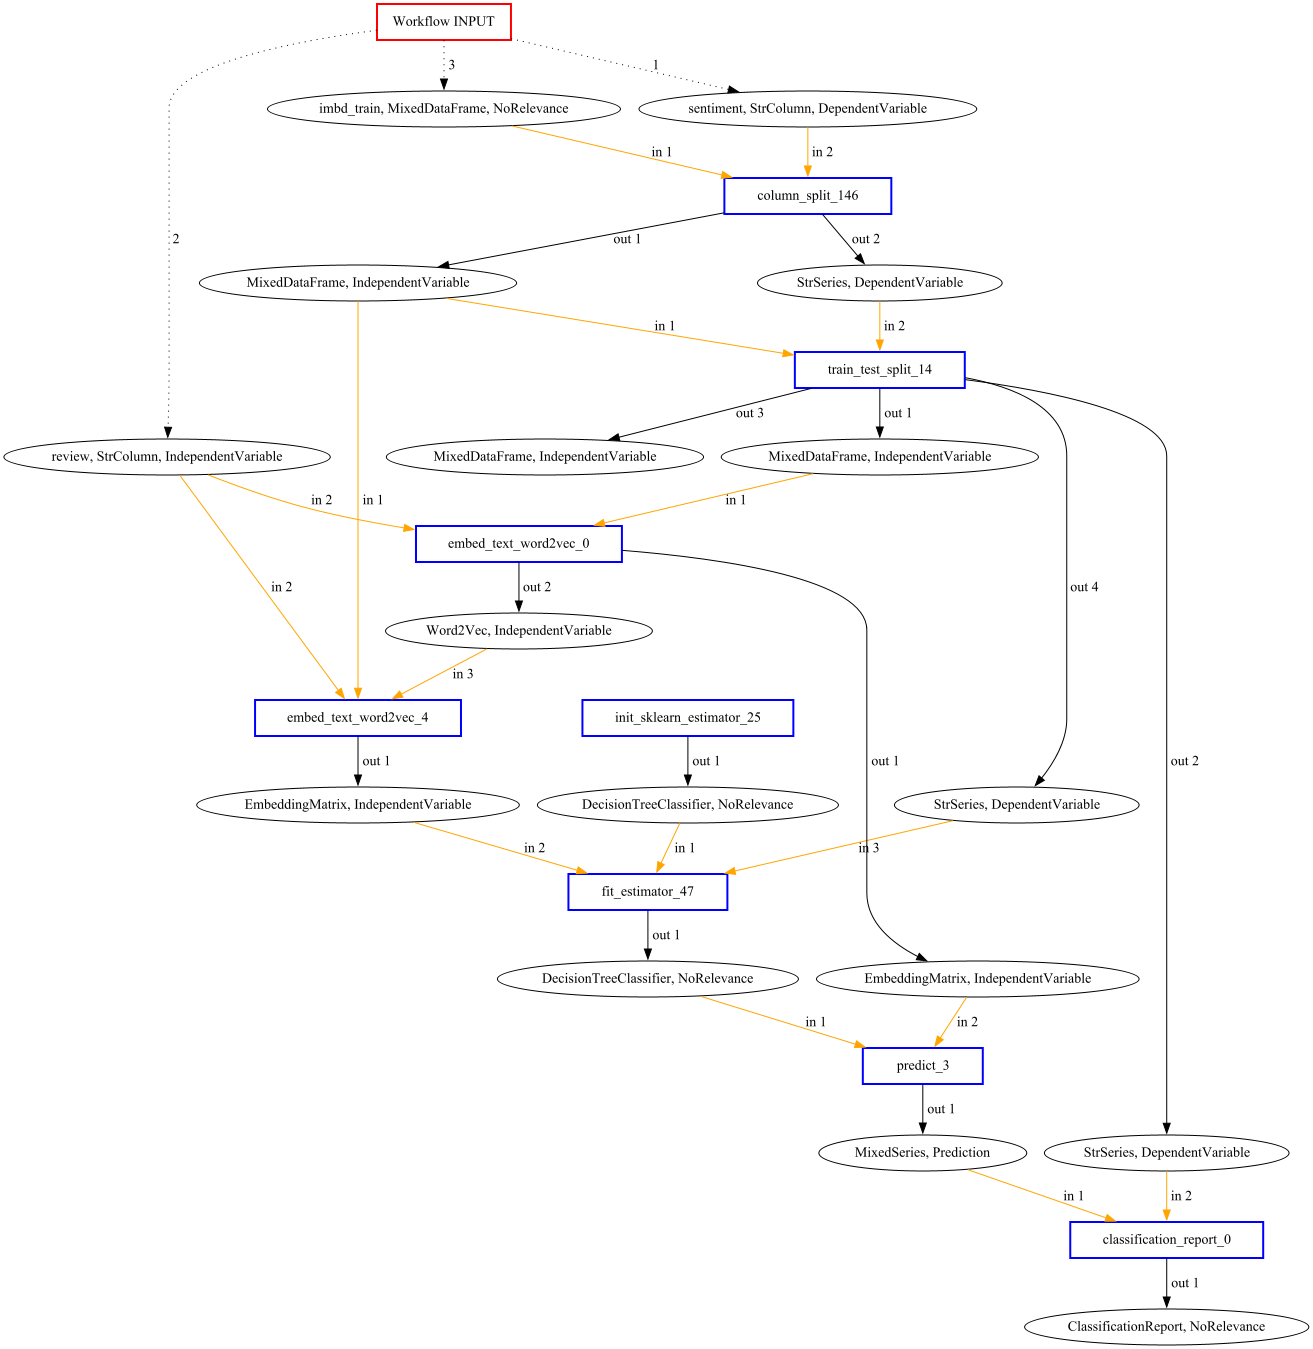 Workflow INPUT
3
1
imbd_train, MixedDataFrame, NoRelevance
sentiment, StrColumn, DependentVariable
in 1
in 2
column_split_146
2
out 1
out 2
MixedDataFrame, IndependentVariable
StrSeries, DependentVariable
in 1
in 2
train_test_split_14
out 3
out 1
review, StrColumn, IndependentVariable
MixedDataFrame, IndependentVariable
MixedDataFrame, IndependentVariable
in 2
in 1
in 1
embed_text_word2vec_0
in 2
out 2
out 4
Word2Vec, IndependentVariable
in 3
embed_text_word2vec_4
init_sklearn_estimator_25
out 1
out 1
out 1
out 2
EmbeddingMatrix, IndependentVariable
DecisionTreeClassifier, NoRelevance
StrSeries, DependentVariable
in 2
in 1
in 3
fit_estimator_47
out 1
DecisionTreeClassifier, NoRelevance
EmbeddingMatrix, IndependentVariable
in 1
in 2
predict_3
out 1
MixedSeries, Prediction
StrSeries, DependentVariable
in 1
in 2
classification_report_0
out 1
ClassificationReport, NoRelevance